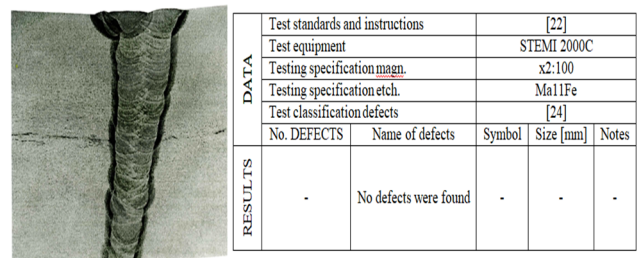 DATA
Test standards and instructions [22]
Test equipment STEMI 2000C
Testing specification magn. x2:100
Testing specification etch. Ma11Fe
Test classification defects [24]
No. DEFECTS Name of defects Symbol Size [mm] Notes
RESULTS
- No defects were found - - -